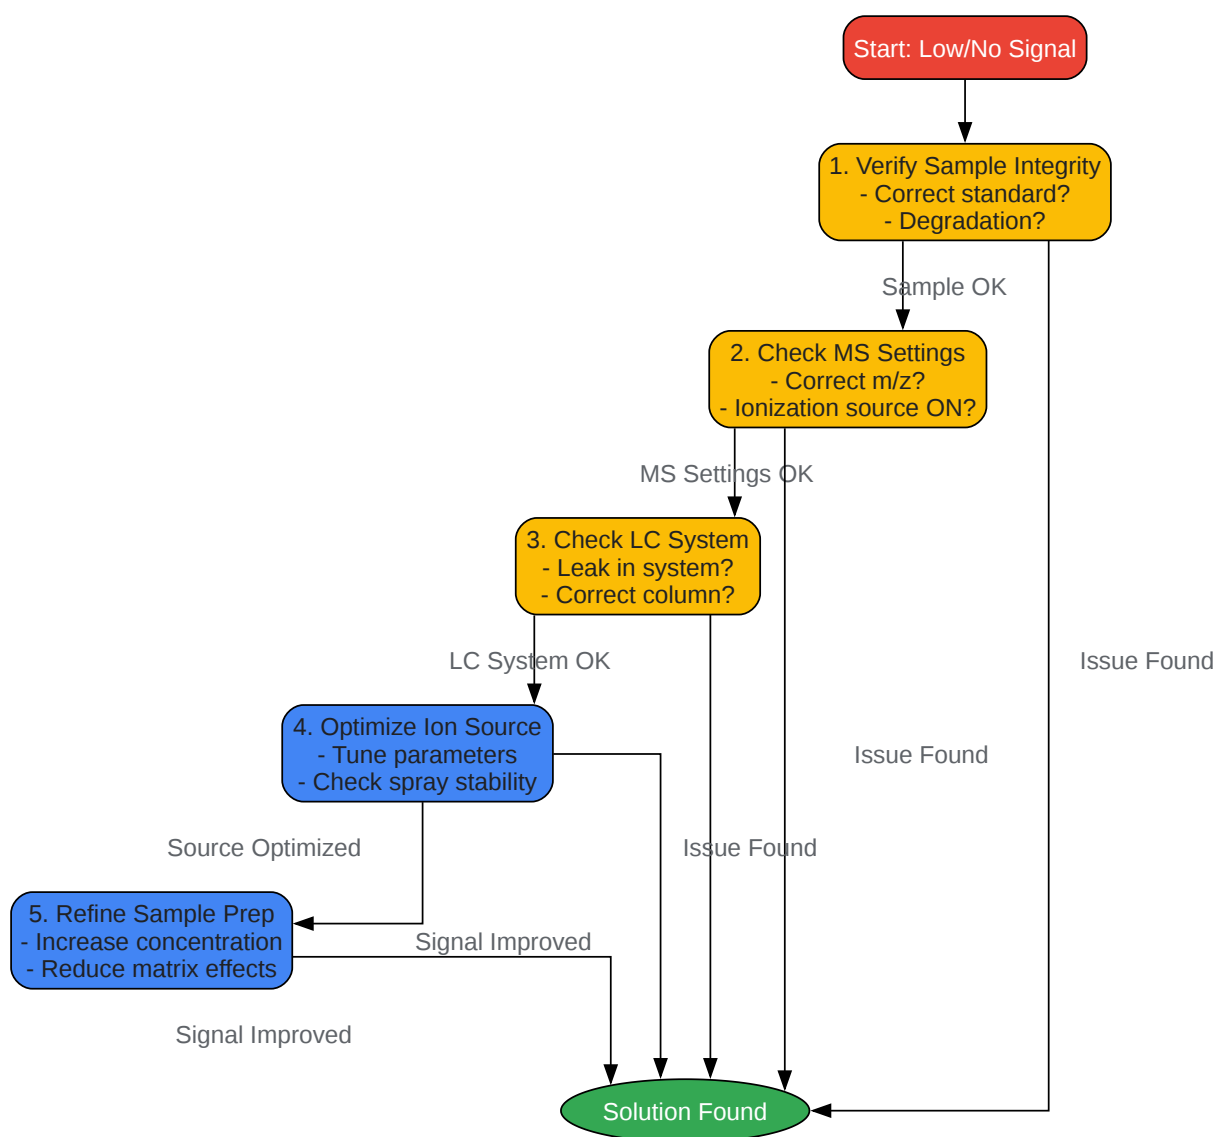 Start: Low/No Signal
1. Verify Sample Integrity
- Correct standard?
- Degradation?
Sample OK
2. Check MS Settings
- Correct m/z?
- Ionization source ON?
MS Settings OK
3. Check LC System
- Leak in system?
- Correct column?
LC System OK
Issue Found
4. Optimize Ion Source
- Tune parameters
- Check spray stability
Issue Found
Source Optimized
Issue Found
5. Refine Sample Prep
- Increase concentration
- Reduce matrix effects
Signal Improved
Signal Improved
Solution Found